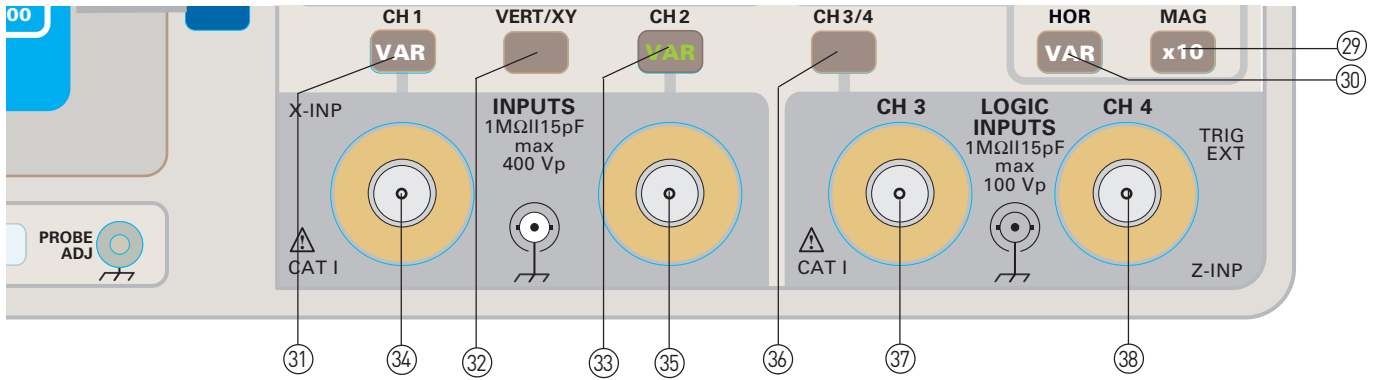 00
CH 1
VERT/XY
CH 2
CH 3/4
HOR
MAG
VAR
VAR
VAR
x10
29
30
X-INP
INPUTS
1MΩII15pF
max
400 Vp
CH 3
LOGIC
INPUTS
1MΩII15pF
max
100 Vp
CH 4
TRIG
EXT
PROBE
ADJ
CAT I
CAT I
Z-INP
31
34
32
33
35
36
37
38